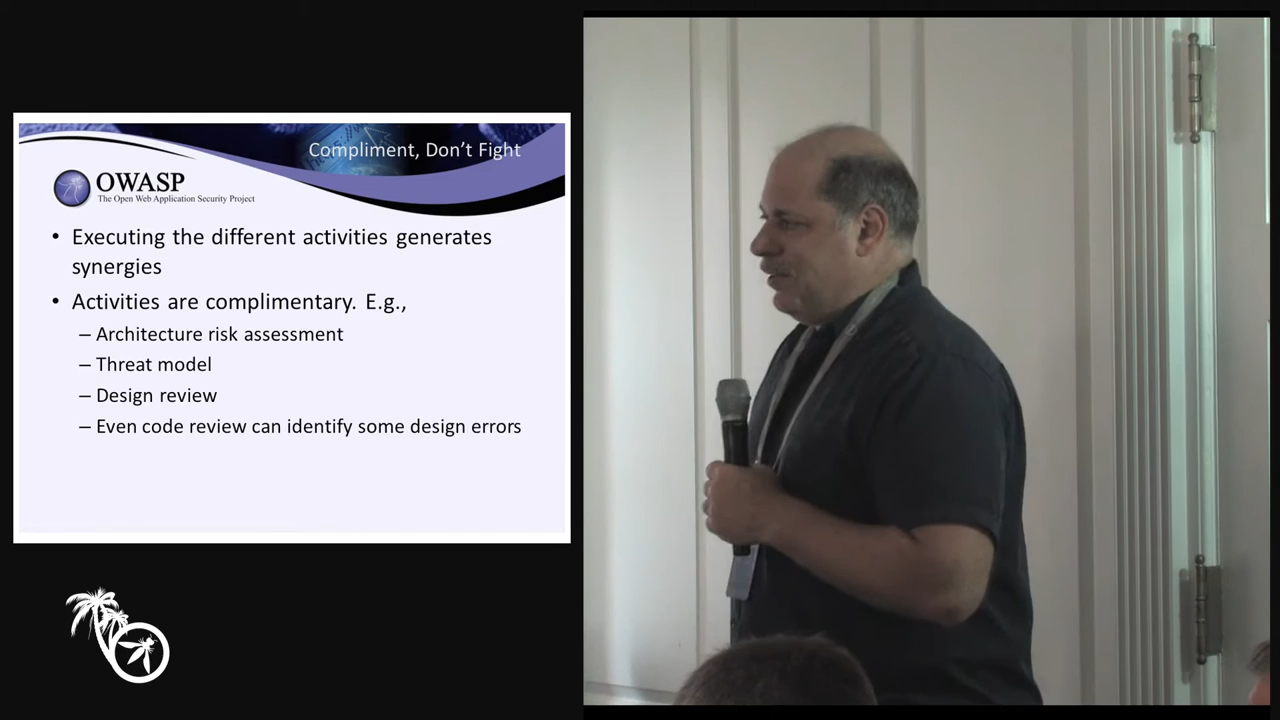 Compliment, Don't Fight
OWASP
The Open Web Application Security Project
• Executing the different activities generates
synergies
• Activities are complimentary. E.g.,
– Architecture risk assessment
– Threat model
– Design review
– Even code review can identify some design errors